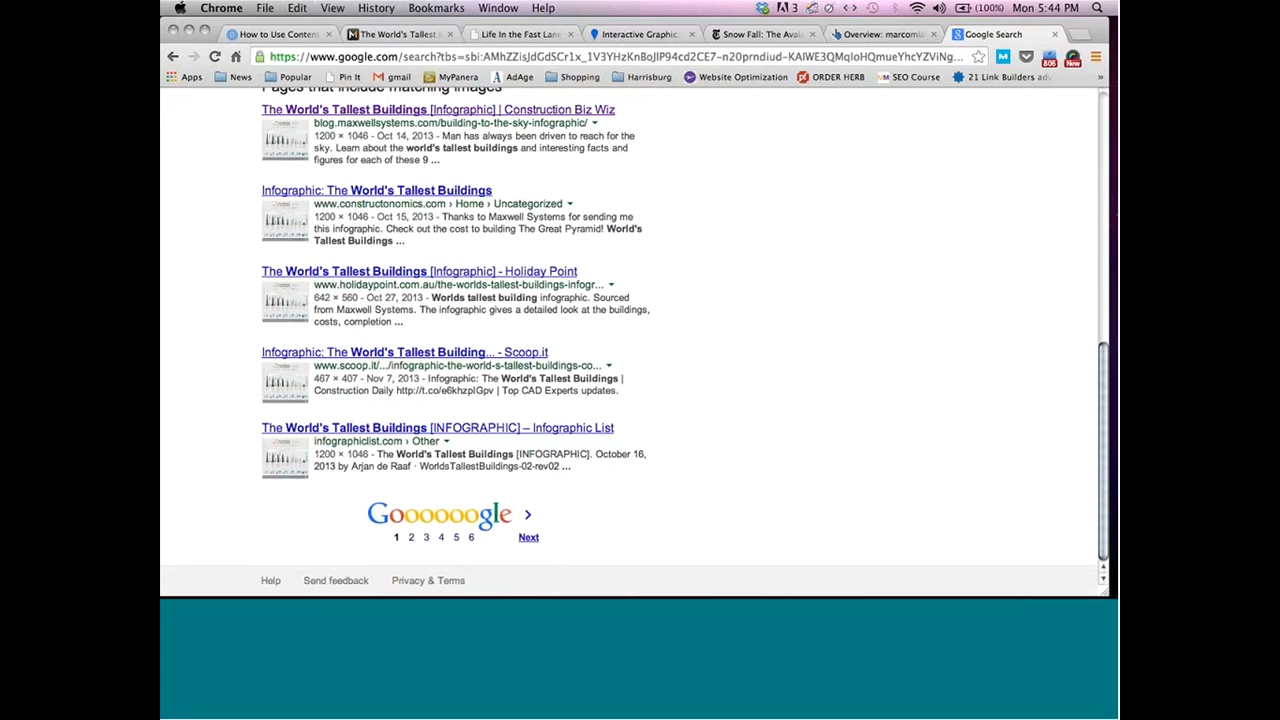 Chrome File Edit View History Bookmarks Window Help 3 (100%) Mon 5:44 PM
How to Use Content The World's Tallest Life In the Fast Lane Interactive Graphic: Snow Fall: The Ava Overview: marcomi Google Search
Apps News Popular Pin It gmail MyPanera AdAge Shopping Harrisburg Website Optimization ORDER HERB SEO Course 21 Link Builders adv »
Pages that include matching images
The World's Tallest Buildings [Infographic] | Construction Biz Wiz
blog.maxwellsystems.com/building-to-the-sky-infographic/
1200 × 1046 - Oct 14, 2013 - Man has always been driven to reach for the
sky. Learn about the world's tallest buildings and interesting facts and
figures for each of these 9 ...
Infographic: The World's Tallest Buildings
www.constructonomics.com › Home › Uncategorized
1200 × 1046 - Oct 15, 2013 - Thanks to Maxwell Systems for sending me
this infographic. Check out the cost to building The Great Pyramid! World's
Tallest Buildings ...
The World's Tallest Buildings [Infographic] - Holiday Point
www.holidaypoint.com.au/the-worlds-tallest-buildings-infogr...
642 × 560 - Oct 27, 2013 - Worlds tallest building infographic. Sourced
from Maxwell Systems. The infographic gives a detailed look at the buildings,
costs, completion ...
Infographic: The World's Tallest Building... - Scoop.it
www.scoop.it/.../infographic-the-world-s-tallest-buildings-co...
467 × 407 - Nov 7, 2013 - Infographic: The World's Tallest Buildings |
Construction Daily http://t.co/e6khzpIGpv | Top CAD Experts updates.
The World's Tallest Buildings [INFOGRAPHIC] – Infographic List
infographiclist.com › Other
1200 × 1046 - The World's Tallest Buildings [INFOGRAPHIC]. October 16,
2013 by Arjan de Raaf · WorldsTallestBuildings-02-rev02 ...
Goooooogle >
1 2 3 4 5 6 Next
Help Send feedback Privacy & Terms